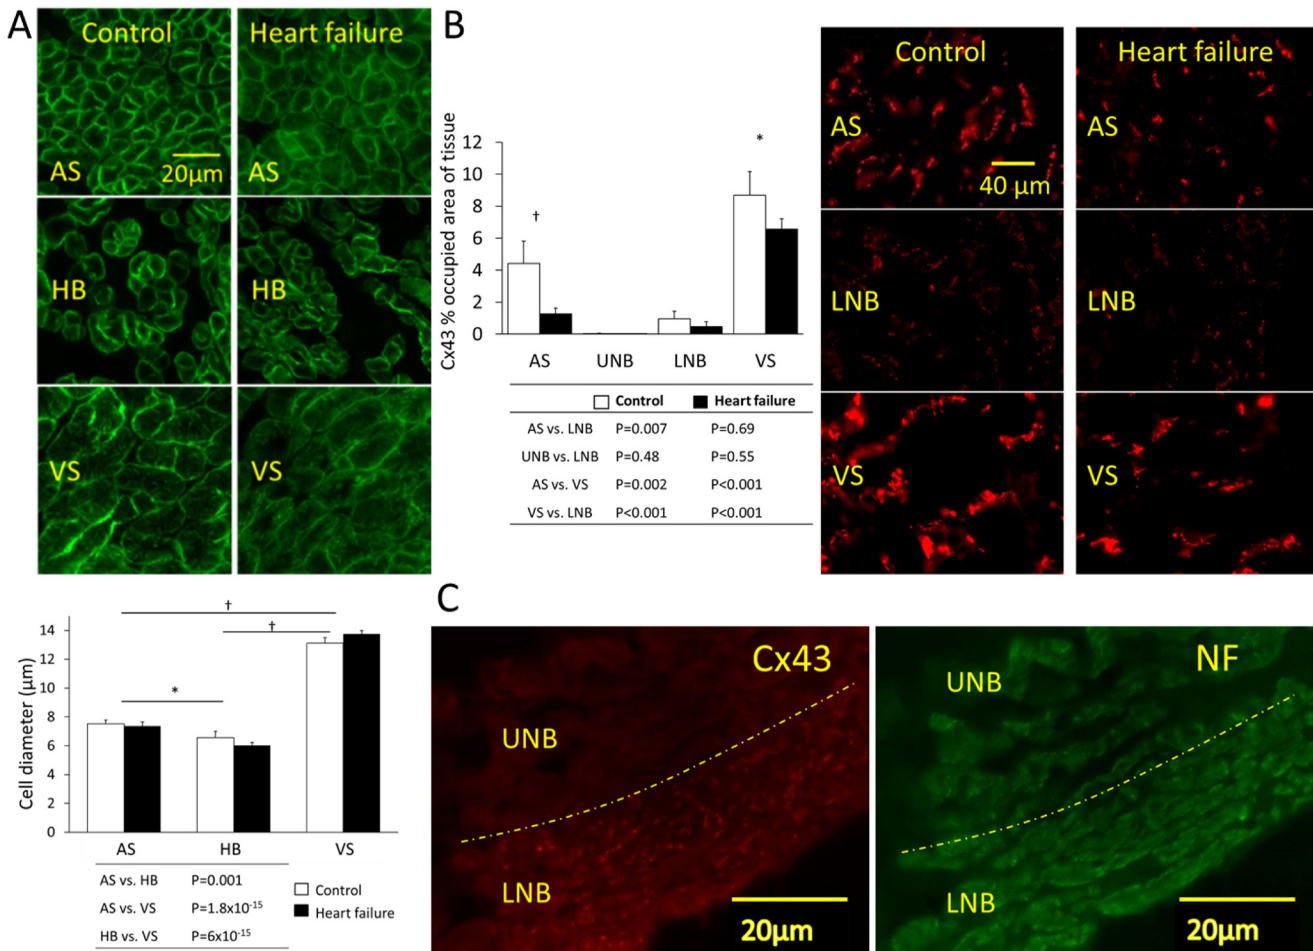 A
Control
Heart failure
AS
20µm
AS
HB
HB
VS
VS
Cell diameter (µm)
14
12
10
8
6
4
2
0
†
†
*
AS
HB
VS
AS vs. HB P=0.001
AS vs. VS P=1.8x10⁻¹⁵
HB vs. VS P=6x10⁻¹⁵
Control
Heart failure
B
Cx43 % occupied area of tissue
12
10
8
6
4
2
0
†
*
AS
UNB
LNB
VS
Control Heart failure
AS vs. LNB P=0.007 P=0.69
UNB vs. LNB P=0.48 P=0.55
AS vs. VS P=0.002 P<0.001
VS vs. LNB P<0.001 P<0.001
Control
Heart failure
AS
40 µm
AS
LNB
LNB
VS
VS
C
Cx43
UNB
LNB
20µm
NF
UNB
LNB
20µm